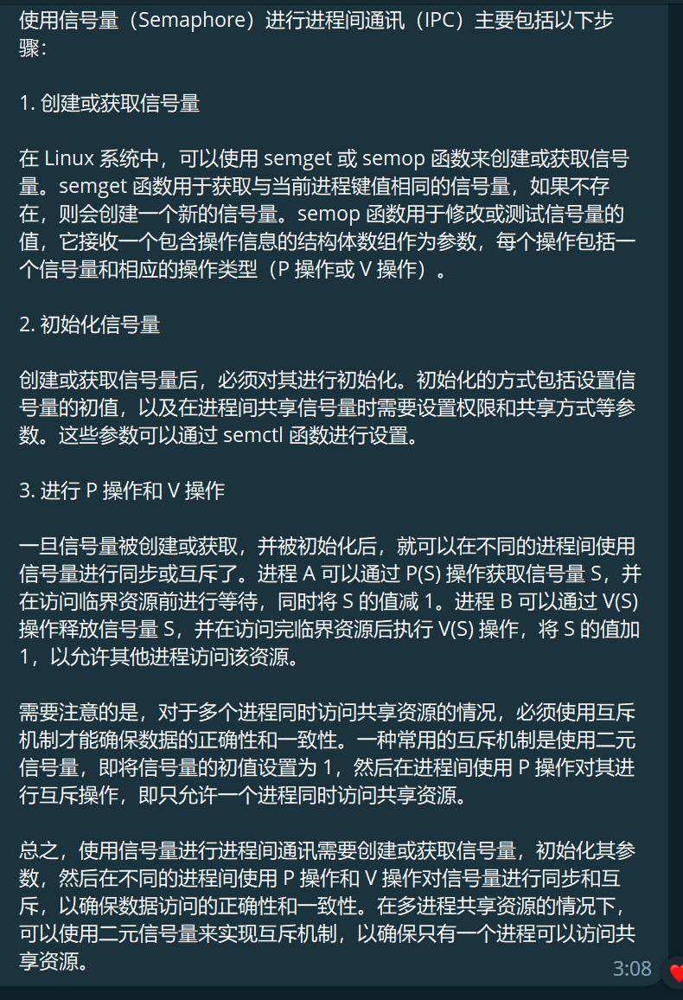 使用信号量（Semaphore）进行进程间通讯（IPC）主要包括以下步
骤：
1. 创建或获取信号量
在 Linux 系统中，可以使用 semget 或 semop 函数来创建或获取信号
量。semget 函数用于获取与当前进程键值相同的信号量，如果不存
在，则会创建一个新的信号量。semop 函数用于修改或测试信号量的
值，它接收一个包含操作信息的结构体数组作为参数，每个操作包括一
个信号量和相应的操作类型（P 操作或 V 操作）。
2. 初始化信号量
创建或获取信号量后，必须对其进行初始化。初始化的方式包括设置信
号量的初值，以及在进程间共享信号量时需要设置权限和共享方式等参
数。这些参数可以通过 semctl 函数进行设置。
3. 进行 P 操作和 V 操作
一旦信号量被创建或获取，并被初始化后，就可以在不同的进程间使用
信号量进行同步或互斥了。进程 A 可以通过 P(S) 操作获取信号量 S，并
在访问临界资源前进行等待，同时将 S 的值减 1。进程 B 可以通过 V(S)
操作释放信号量 S，并在访问完临界资源后执行 V(S) 操作，将 S 的值加
1，以允许其他进程访问该资源。
需要注意的是，对于多个进程同时访问共享资源的情况，必须使用互斥
机制才能确保数据的正确性和一致性。一种常用的互斥机制是使用二元
信号量，即将信号量的初值设置为 1，然后在进程间使用 P 操作对其进
行互斥操作，即只允许一个进程同时访问共享资源。
总之，使用信号量进行进程间通讯需要创建或获取信号量，初始化其参
数，然后在不同的进程间使用 P 操作和 V 操作对信号量进行同步和互
斥，以确保数据访问的正确性和一致性。在多进程共享资源的情况下，
可以使用二元信号量来实现互斥机制，以确保只有一个进程可以访问共
享资源。
3:08